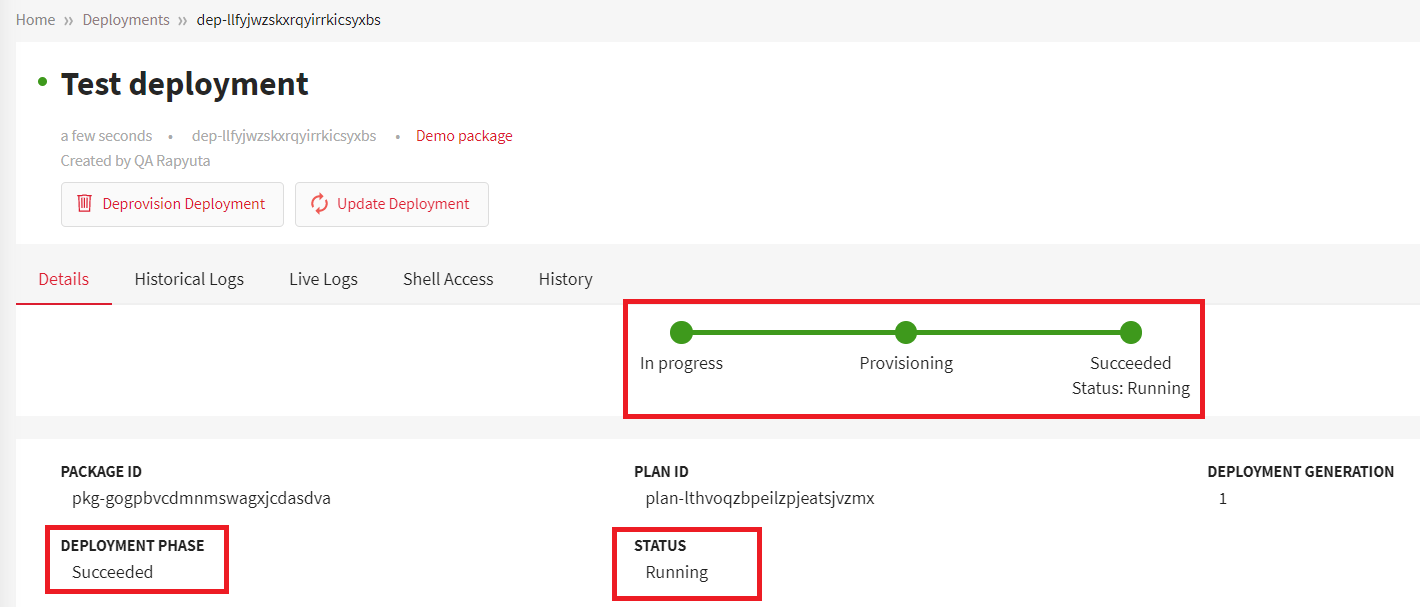 Home » Deployments » dep-llfyjwzskxrqyirrkicsyxbs
Test deployment
a few seconds • dep-llfyjwzskxrqyirrkicsyxbs • Demo package
Created by QA Rapyuta
Deprovision Deployment Update Deployment
Details Historical Logs Live Logs Shell Access History
In progress Provisioning Succeeded
Status: Running
PACKAGE ID PLAN ID DEPLOYMENT GENERATION
pkg-gogpbvcdmnmswagxjcdasdva plan-lthvoqzbpeilzpjeatsjvzmx 1
DEPLOYMENT PHASE STATUS
Succeeded Running